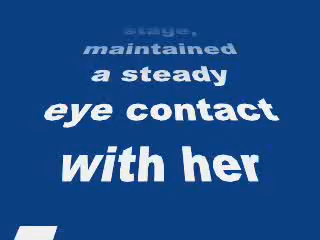 stage,
maintained
a steady
eye contact
with her